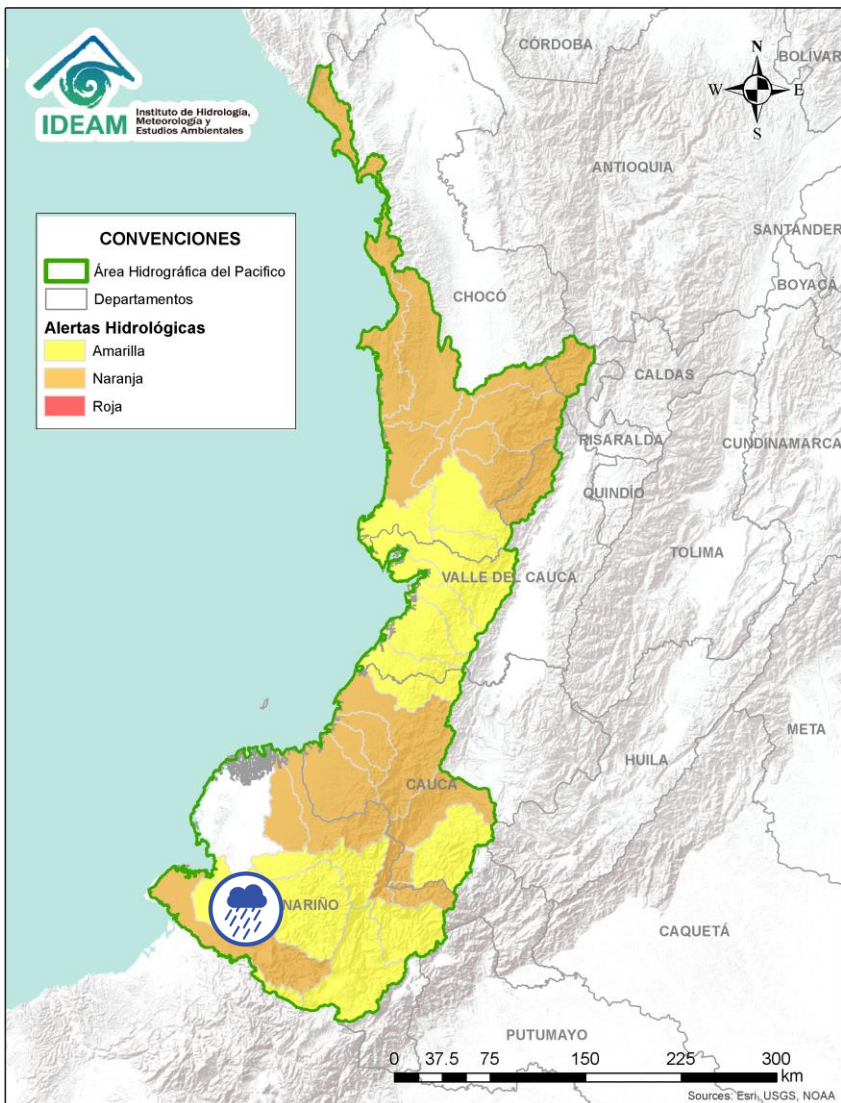 IDEAM
Instituto de Hidrología,
Meteorología y
Estudios Ambientales
CÓRDOBA
BOLÍVAR
N
W
E
S
ANTIOQUIA
SANTANDER
BOYACÁ
CONVENCIONES
Área Hidrográfica del Pacifico
Departamentos
Alertas Hidrológicas
Amarilla
Naranja
Roja
CHOCÓ
CALDAS
RISARALDA
CUNDINAMARCA
QUINDÍO
TOLIMA
VALLE DEL CAUCA
META
HUILA
CAUCA
NARIÑO
CAQUETÁ
PUTUMAYO
0 37.5 75 150 225 300
km
Sources: Esri, USGS, NOAA